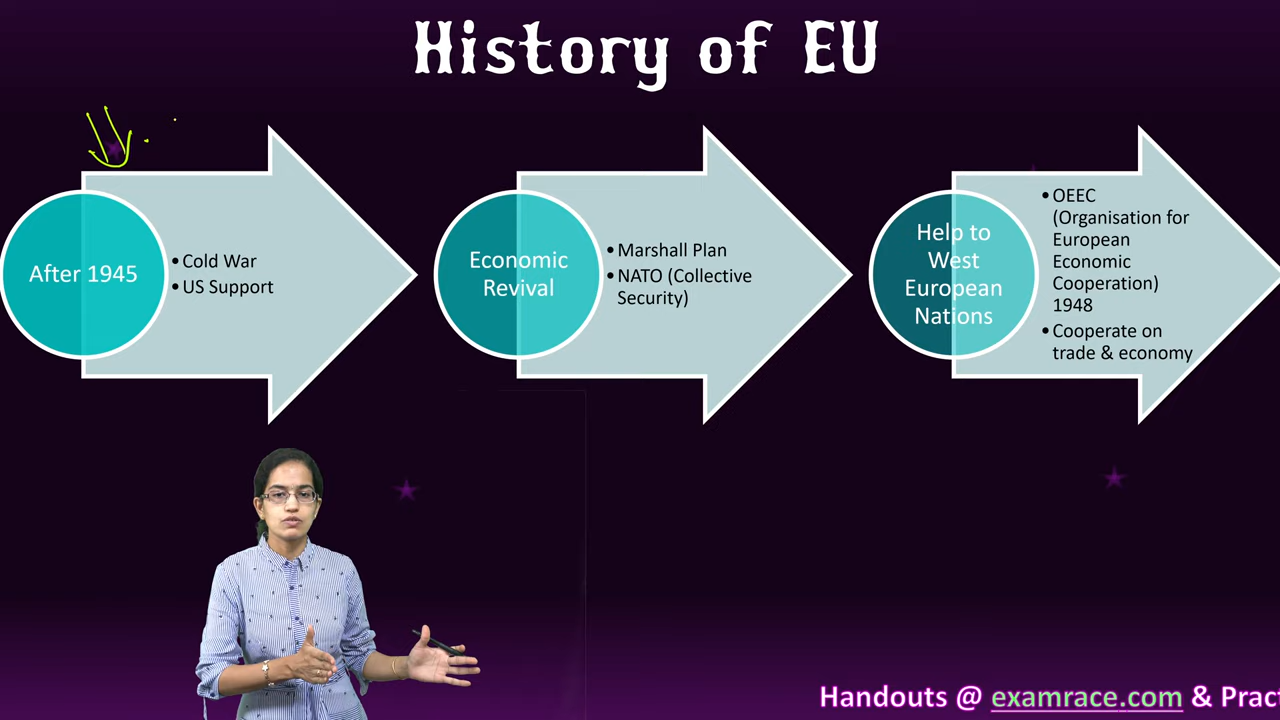 History of EU
After 1945
• Cold War
• US Support
Economic
Revival
• Marshall Plan
• NATO (Collective
Security)
Help to
West
European
Nations
• OEEC
(Organisation for
European
Economic
Cooperation)
1948
• Cooperate on
trade & economy
Handouts @ examrace.com & Pract